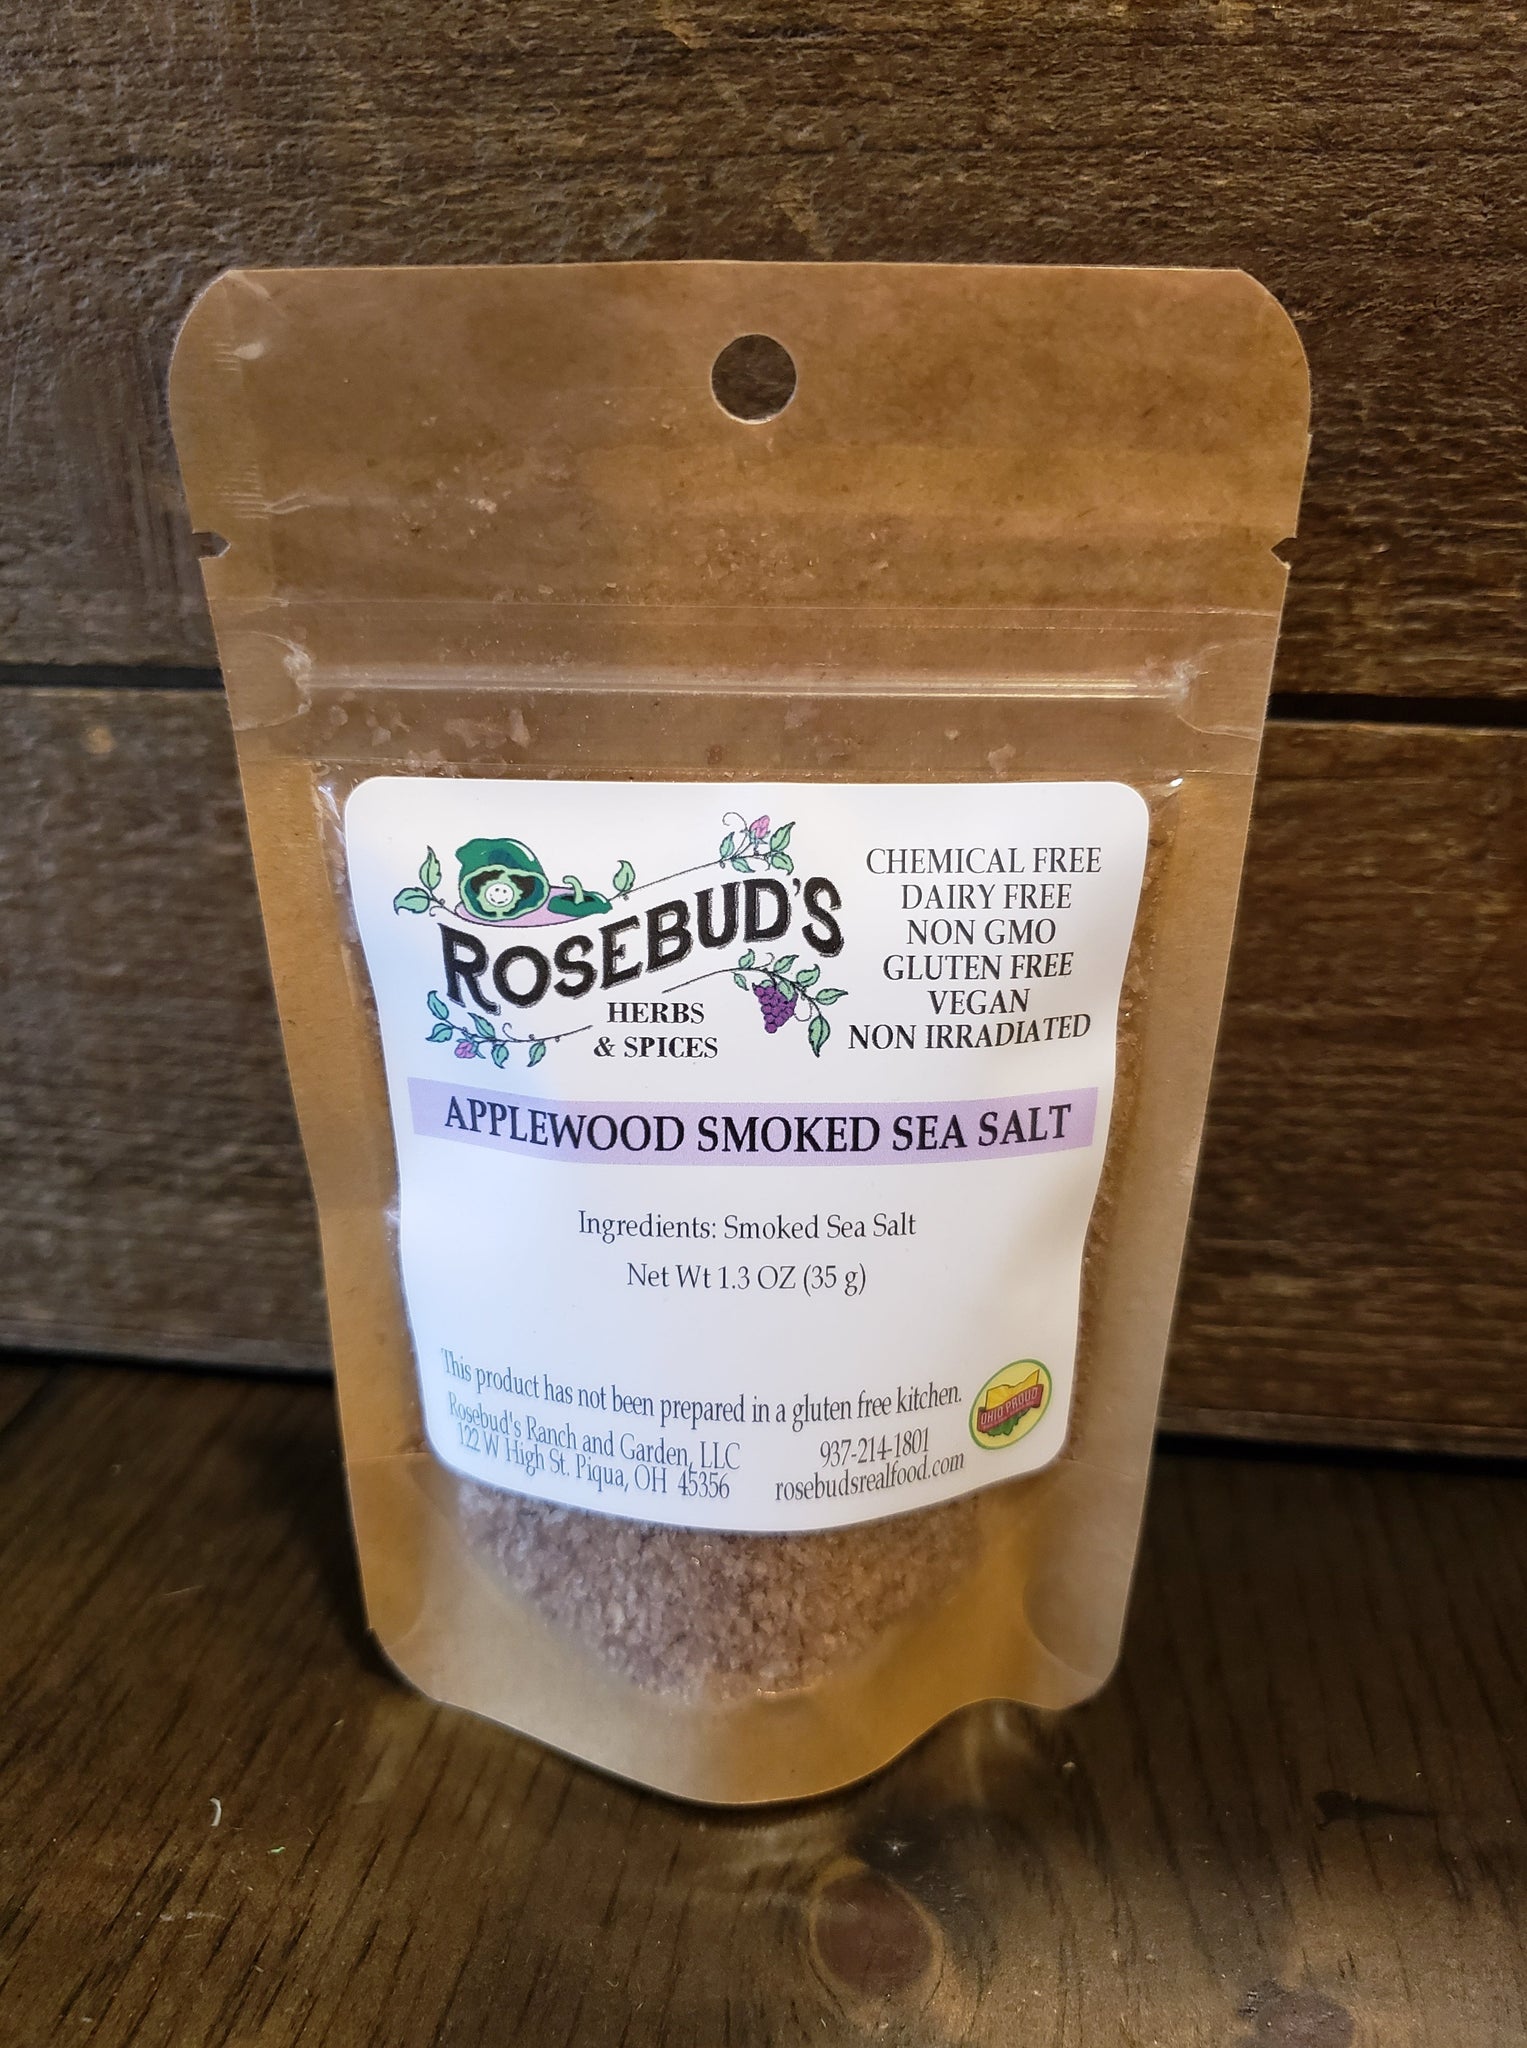 ROSEBUD'S
HERBS
& SPICES
CHEMICAL FREE
DAIRY FREE
NON GMO
GLUTEN FREE
VEGAN
NON IRRADIATED
APPLEWOOD SMOKED SEA SALT
Ingredients: Smoked Sea Salt
Net Wt 1.3 OZ (35 g)
This product has not been prepared in a gluten free kitchen.
Rosebud's Ranch and Garden, LLC
122 W High St. Piqua, OH 45356
937-214-1801
rosebudsrealfood.com
OHIO PROUD